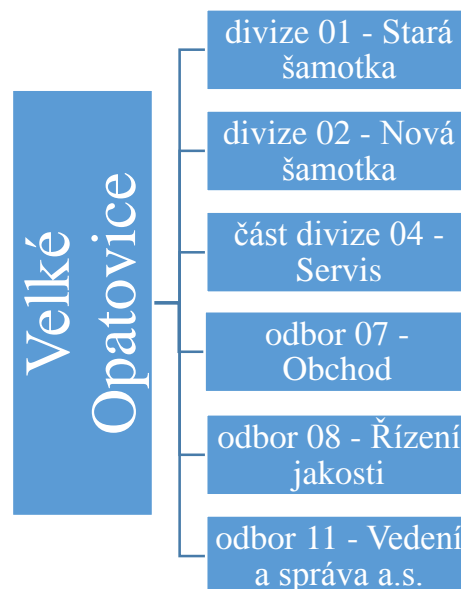 Velké
Opatovice
divize 01 - Stará
šamotka
divize 02 - Nová
šamotka
část divize 04 -
Servis
odbor 07 -
Obchod
odbor 08 - Řízení
jakosti
odbor 11 - Vedení
a správa a.s.